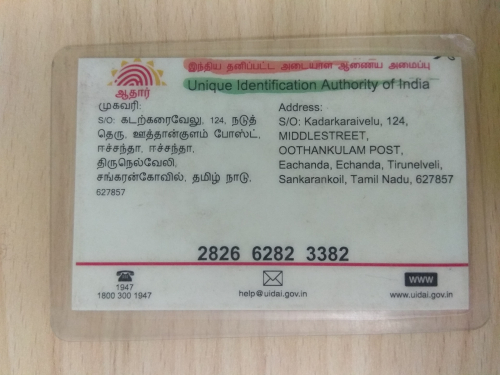 இந்திய தனிப்பட்ட அடையாள ஆணைய அமைப்பு
Unique Identification Authority of India
ஆதார்
முகவரி:
S/O: கடற்கரைவேலு, 124, நடுத்
தெரு, ஊத்தான்குளம் போஸ்ட்,
ஈச்சந்தா, ஈச்சந்தா,
திருநெல்வேலி,
சங்கரன்கோவில், தமிழ் நாடு,
627857
Address:
S/O: Kadarkaraivelu, 124,
MIDDLESTREET,
OOTHANKULAM POST,
Eachanda, Echanda, Tirunelveli,
Sankarankoil, Tamil Nadu, 627857
2826 6282 3382
1947
1800 300 1947
help@uidai.gov.in
WWW
www.uidai.gov.in